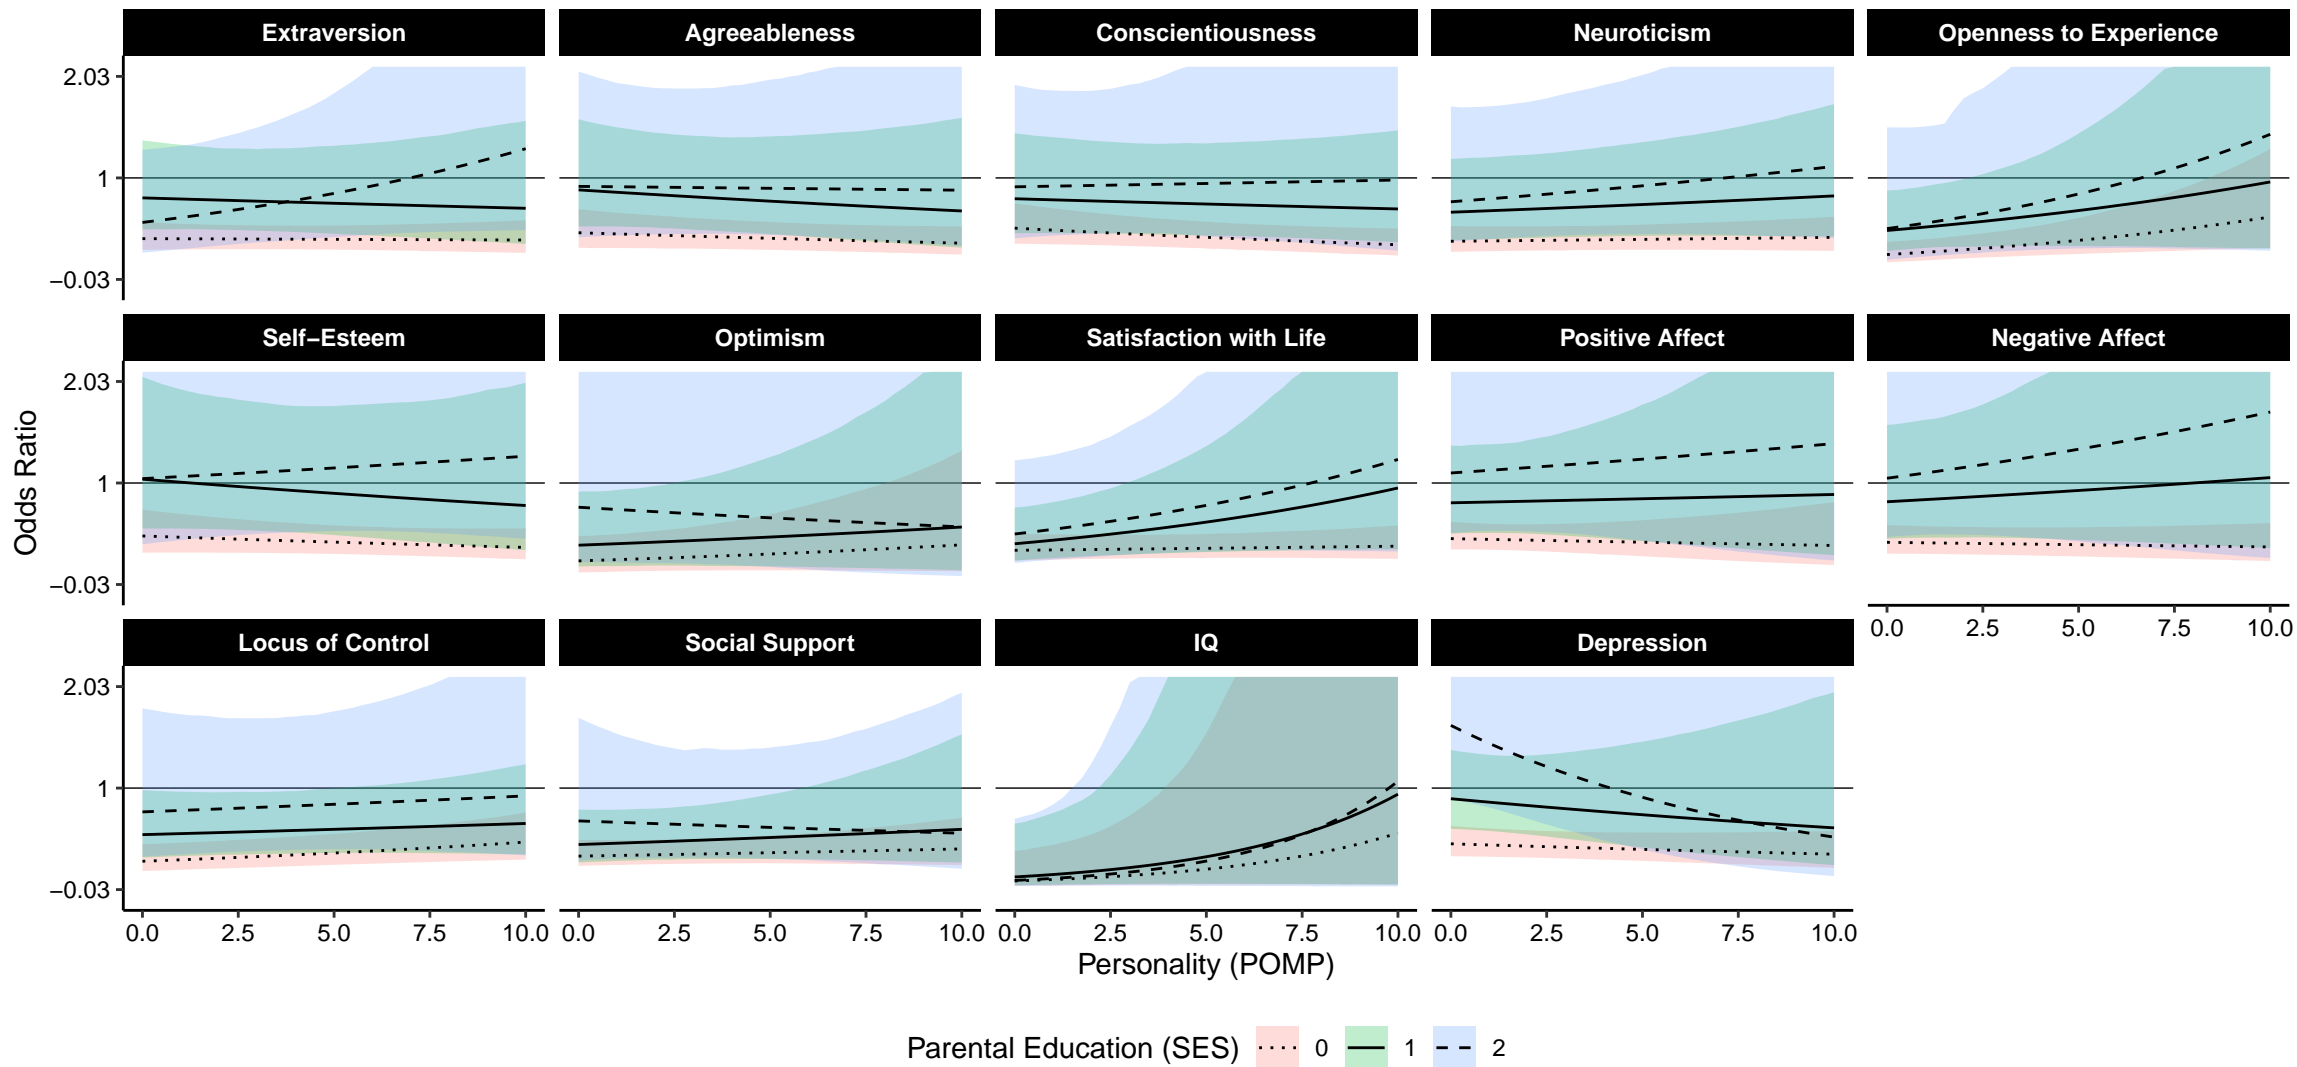 Extraversion Agreeableness Conscientiousness Neuroticism Openness to Experience
2.03
1
−0.03
Self−Esteem Optimism Satisfaction with Life Positive Affect Negative Affect
2.03
1
−0.03
0.0 2.5 5.0 7.5 10.0
Locus of Control Social Support IQ Depression
2.03
1
−0.03
0.0 2.5 5.0 7.5 10.0 0.0 2.5 5.0 7.5 10.0 0.0 2.5 5.0 7.5 10.0 0.0 2.5 5.0 7.5 10.0
Odds Ratio
Personality (POMP)
Parental Education (SES) 0 1 2